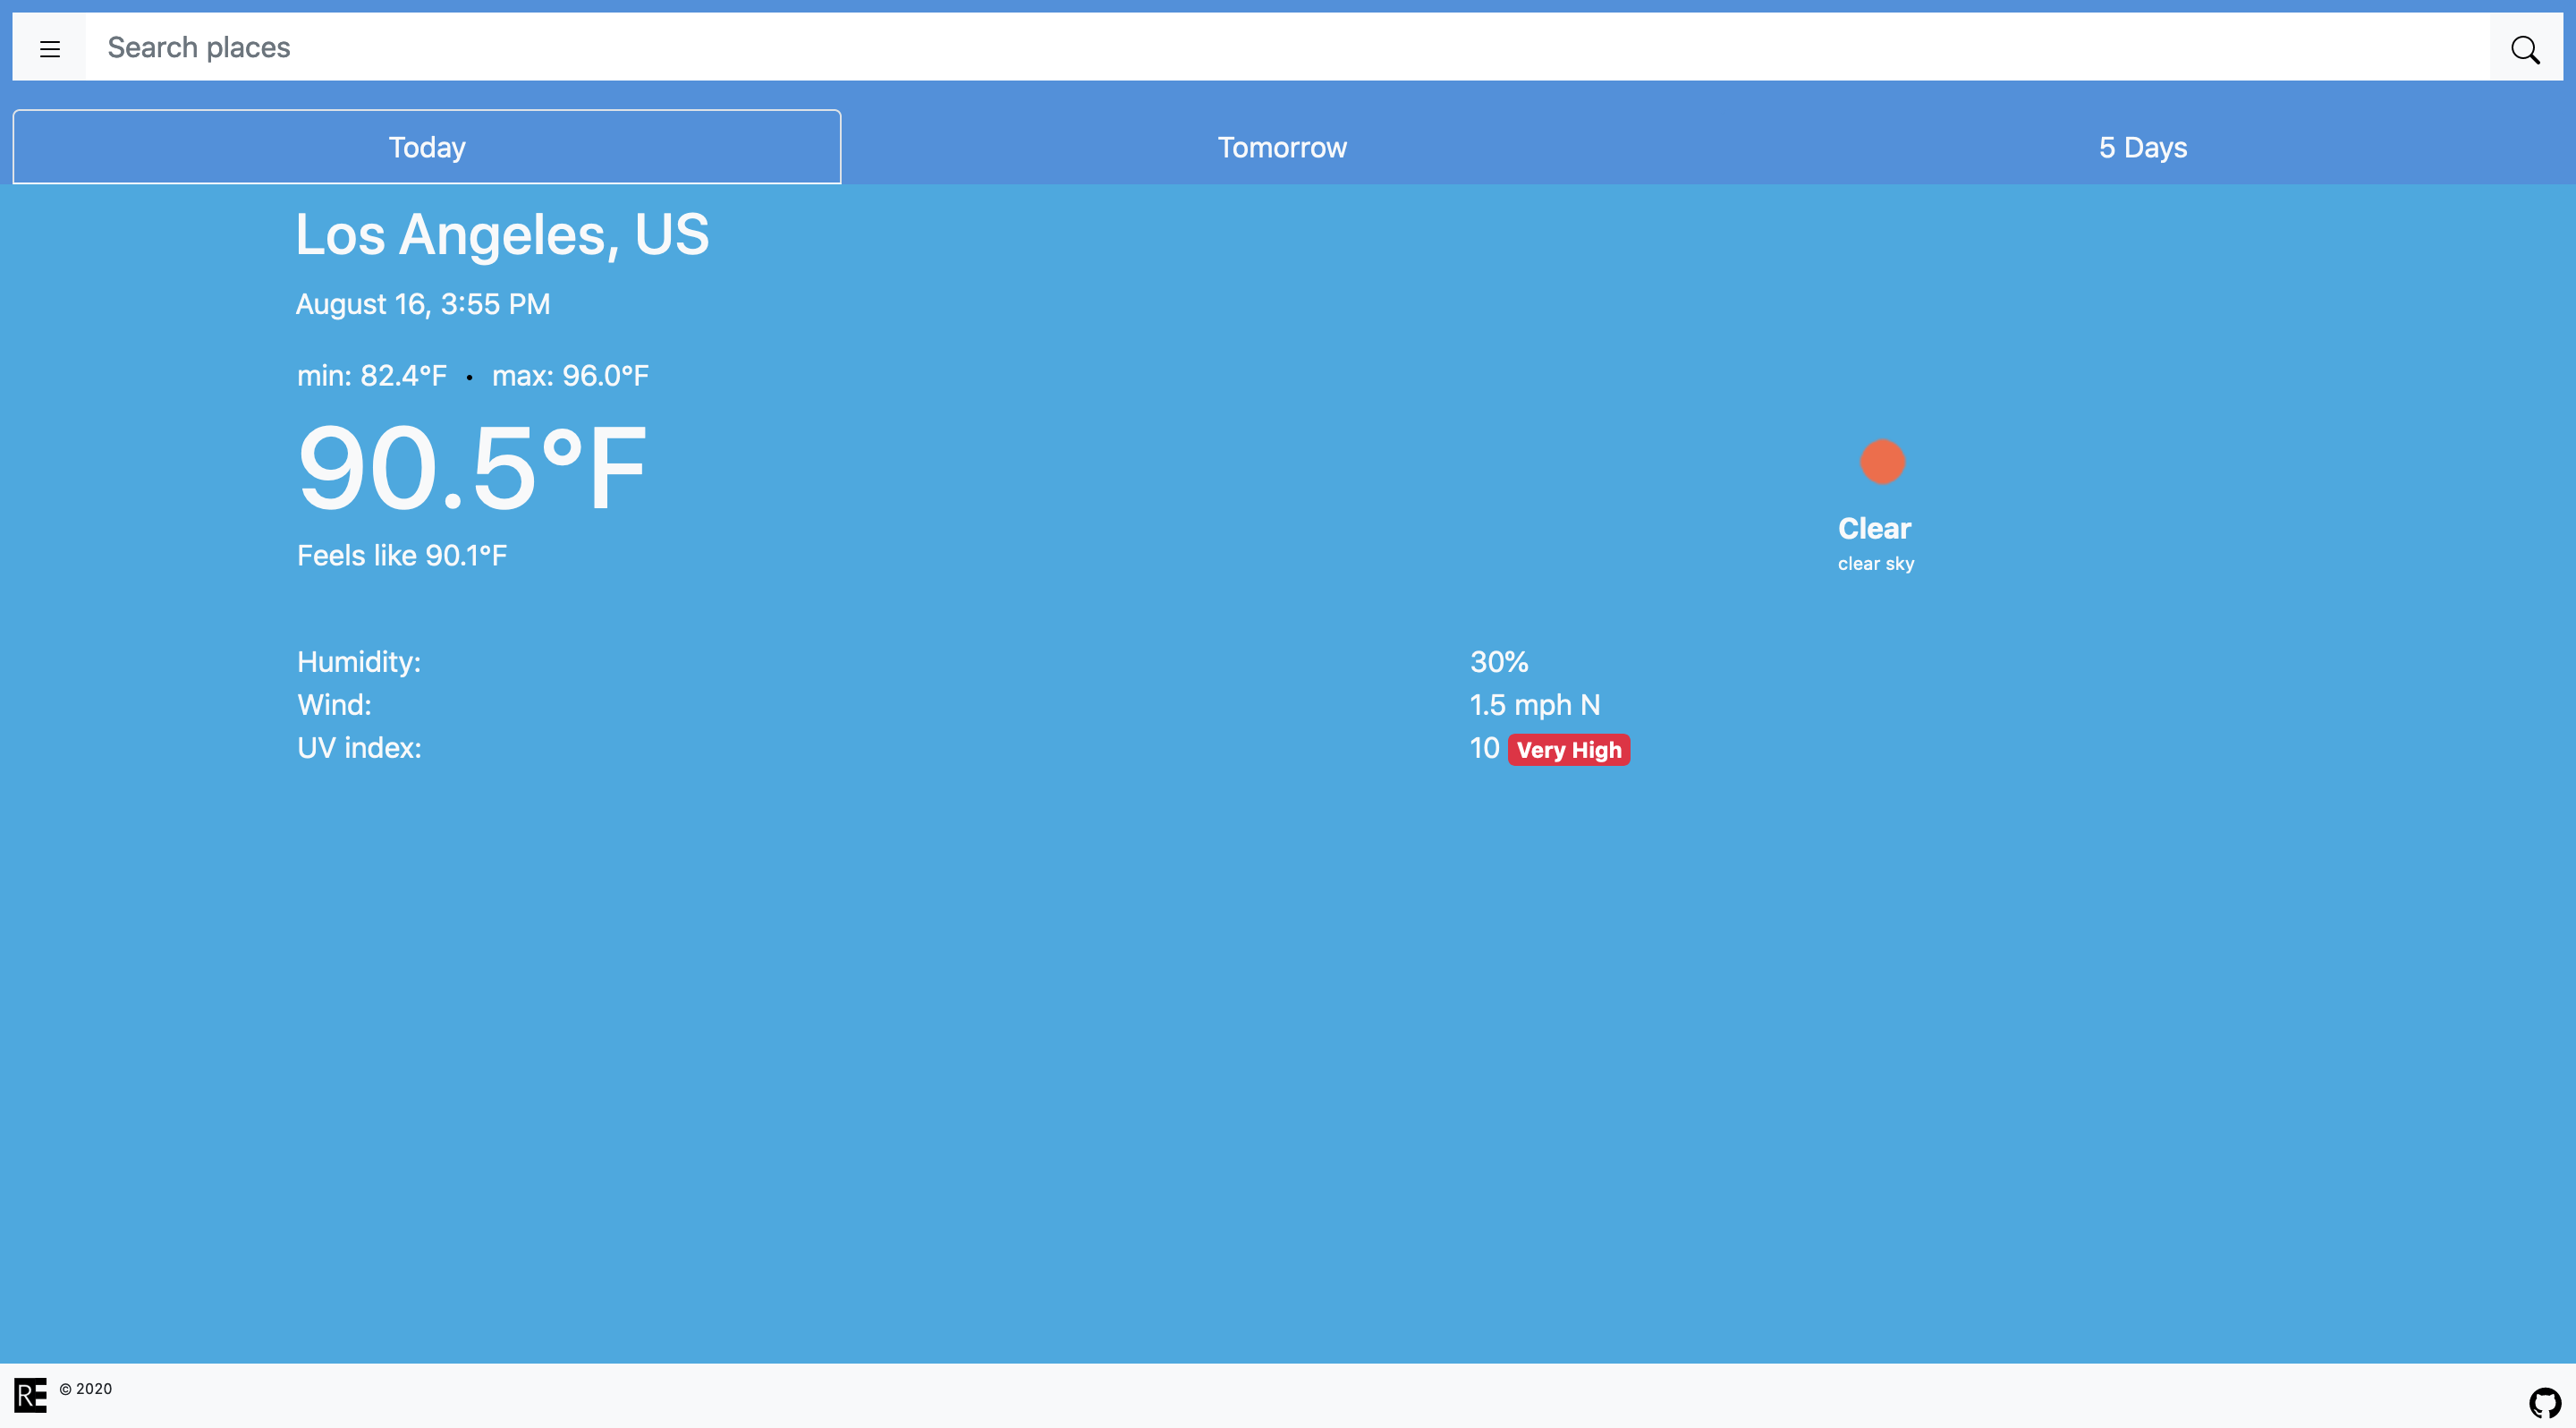 Search places
Today Tomorrow 5 Days
Los Angeles, US
August 16, 3:55 PM
min: 82.4°F • max: 96.0°F
90.5°F
Feels like 90.1°F
Clear
clear sky
Humidity: 30%
Wind: 1.5 mph N
UV index: 10 Very High
RE © 2020